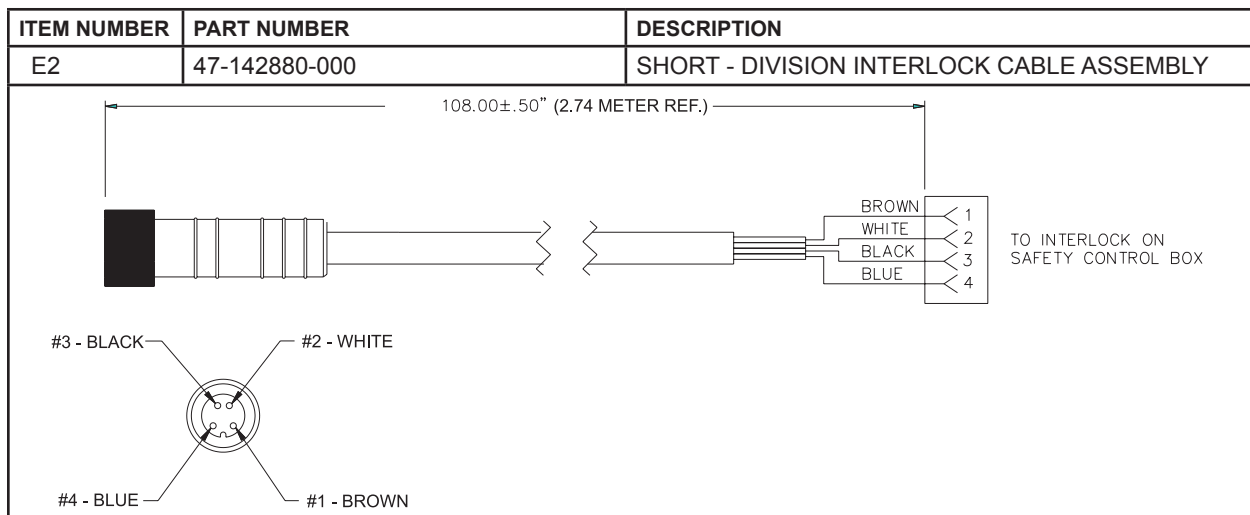 ITEM NUMBER PART NUMBER DESCRIPTION
E2 47-142880-000 SHORT - DIVISION INTERLOCK CABLE ASSEMBLY
108.00±.50" (2.74 METER REF.)
BROWN 1
WHITE 2
BLACK 3
BLUE 4
TO INTERLOCK ON
SAFETY CONTROL BOX
#3 - BLACK #2 - WHITE
#4 - BLUE #1 - BROWN